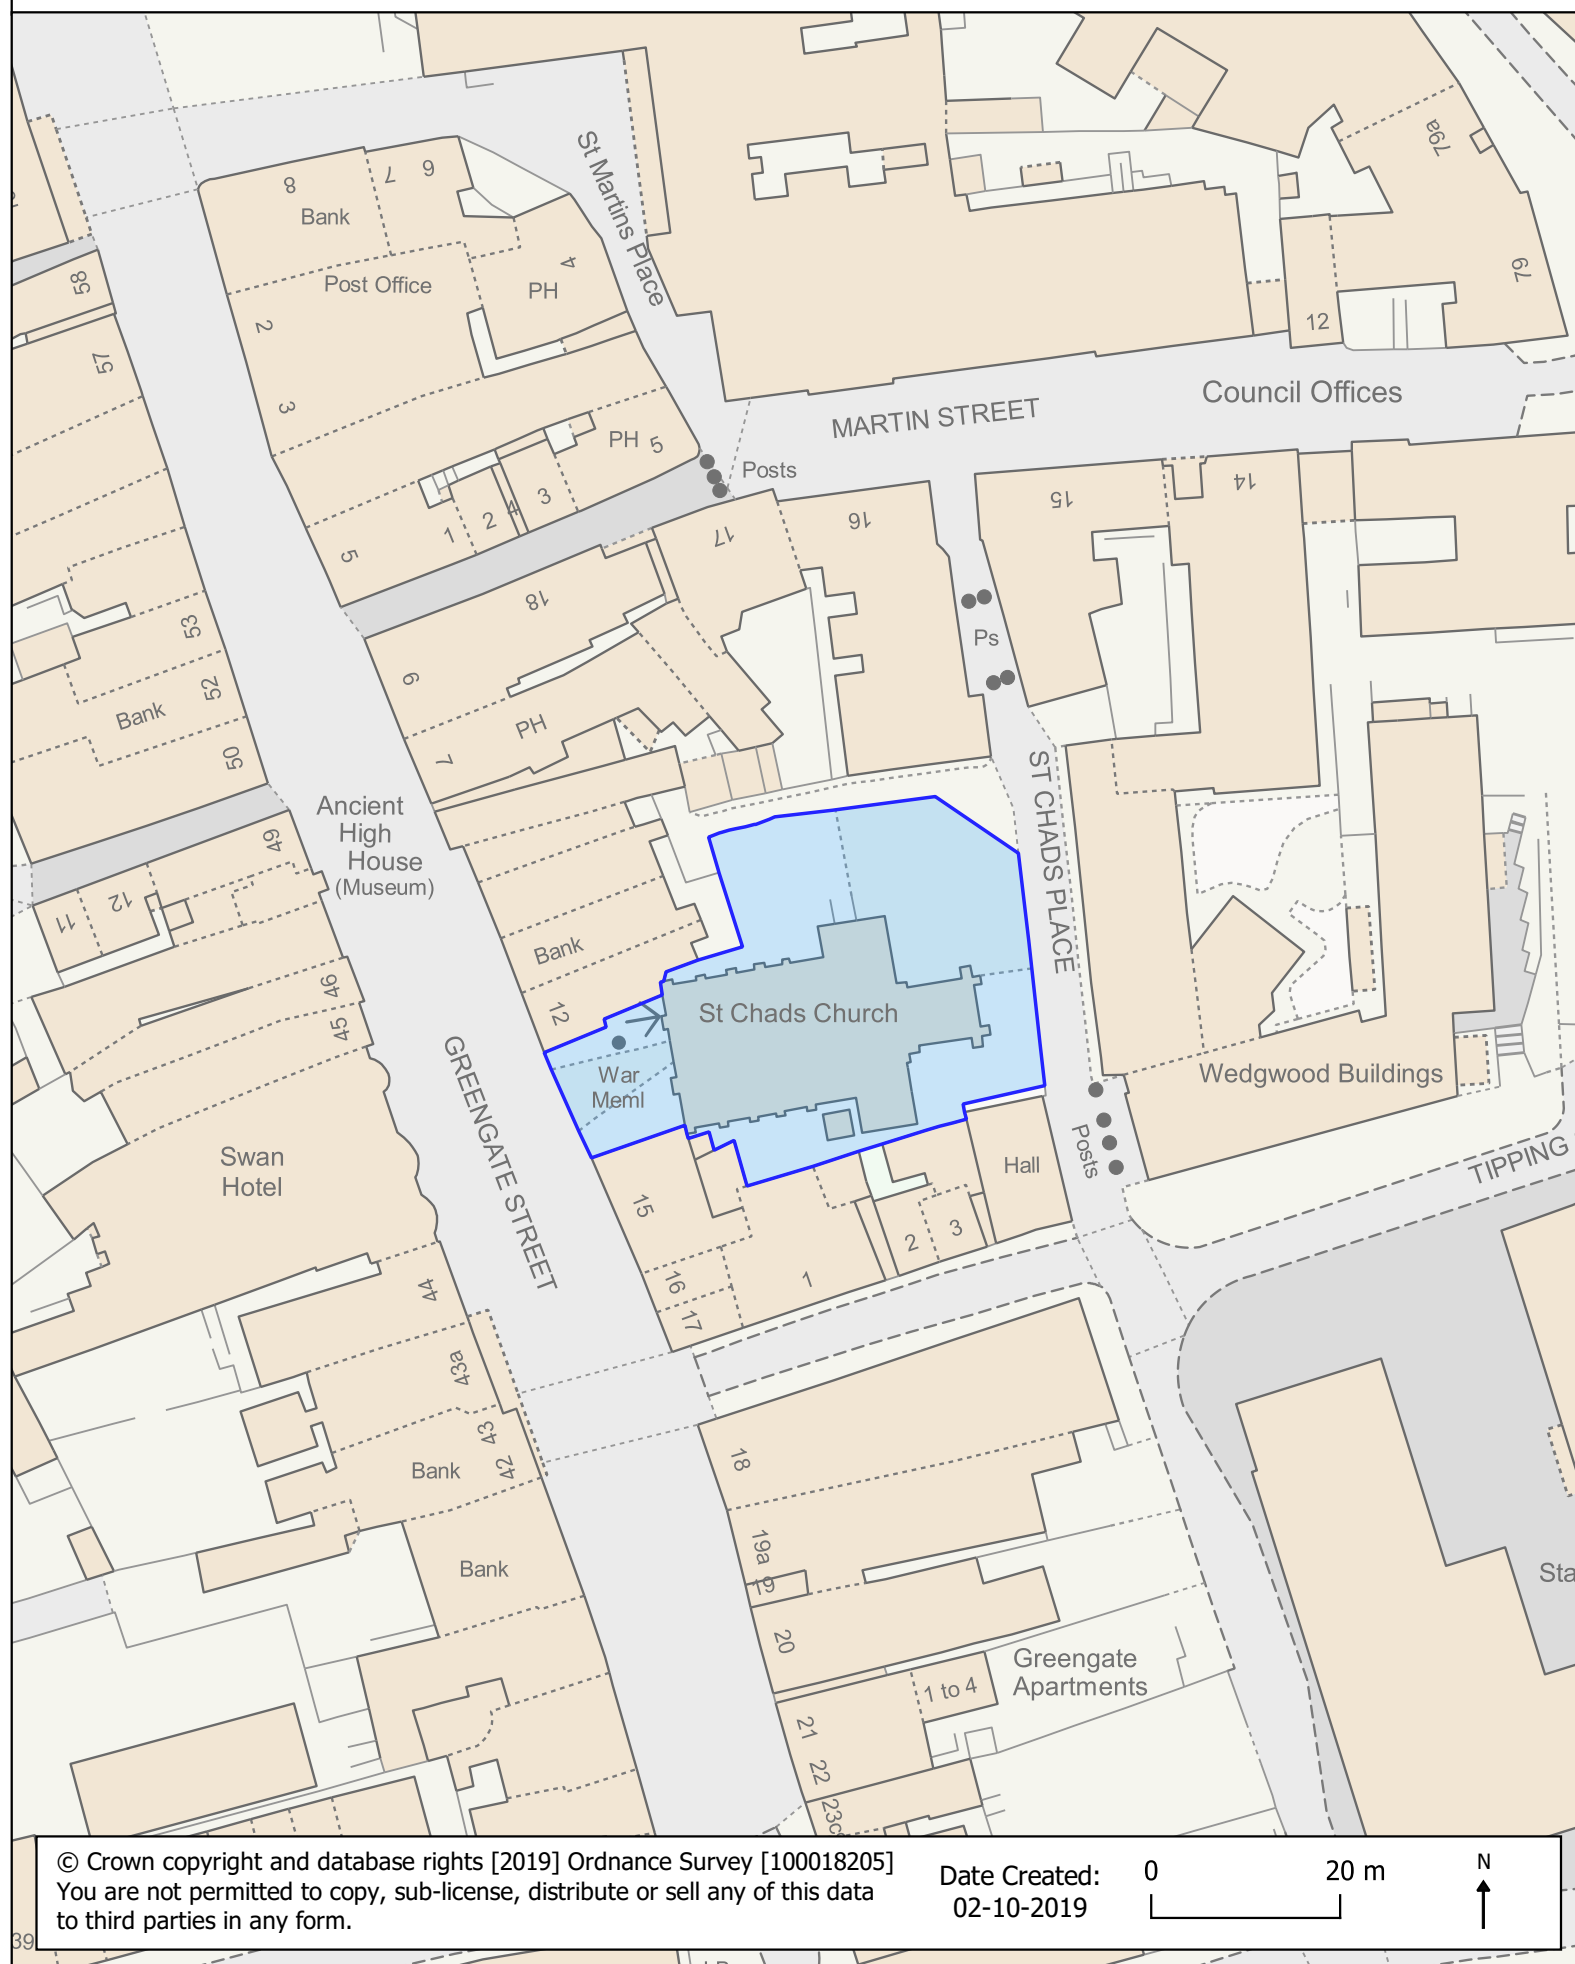 79a
St Martins Place
8
7
6
Bank
4
58
Post Office
PH
79
2
12
57
3
Council Offices
MARTIN STREET
PH
5
Posts
15
14
3
2
4
1
16
17
5
18
53
Ps
6
52
Bank
PH
50
7
ST CHADS PLACE
Ancient
High
House
(Museum)
49
12
11
Bank
46
12
St Chads Church
45
War
Meml
GREENGATE STREET
Wedgwood Buildings
Posts
TIPPING
Swan
Hotel
Hall
15
2
3
44
16
1
17
43a
43
42
Bank
18
Bank
19a
19
Sta
20
Greengate
Apartments
1 to 4
21
22
© Crown copyright and database rights [2019] Ordnance Survey [100018205]
You are not permitted to copy, sub-license, distribute or sell any of this data
to third parties in any form.
Date Created:
02-10-2019
0
20 m
N
39